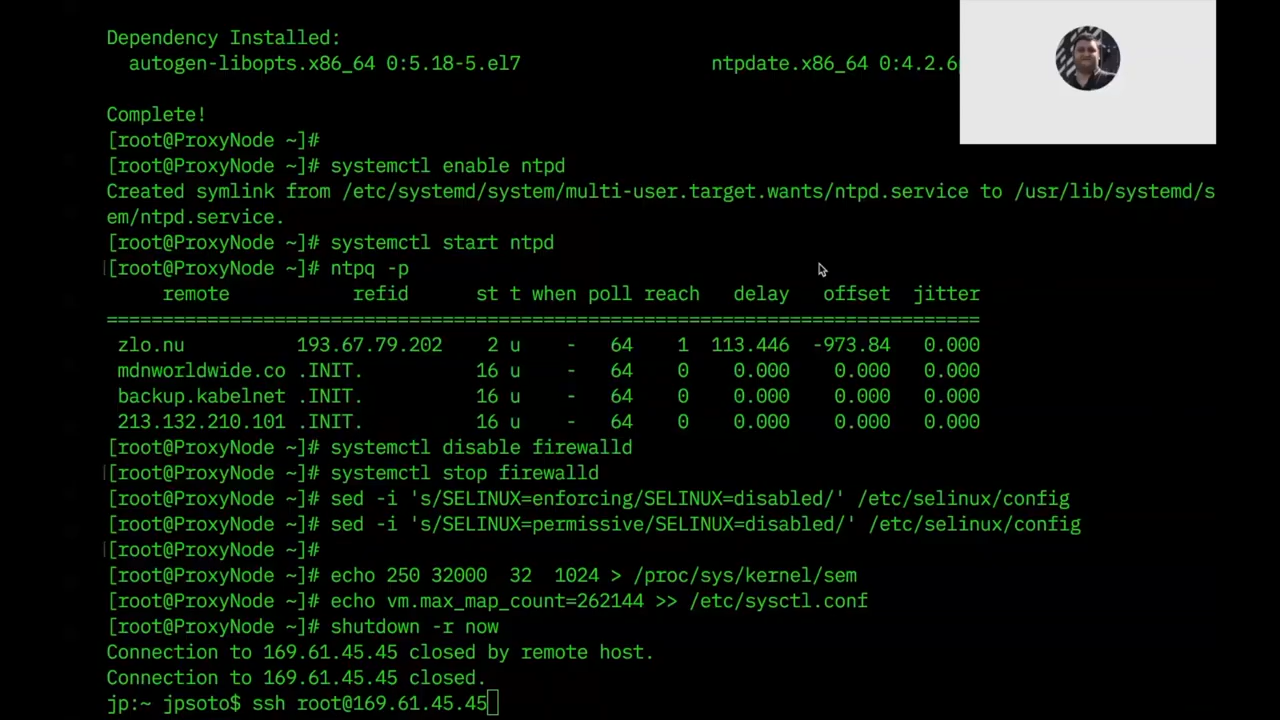 Dependency Installed:
autogen-libopts.x86_64 0:5.18-5.el7 ntpdate.x86_64 0:4.2.6
Complete!
[root@ProxyNode ~]#
[root@ProxyNode ~]# systemctl enable ntpd
Created symlink from /etc/systemd/system/multi-user.target.wants/ntpd.service to /usr/lib/systemd/s
em/ntpd.service.
[root@ProxyNode ~]# systemctl start ntpd
[root@ProxyNode ~]# ntpq -p
remote refid st t when poll reach delay offset jitter
==============================================================================
zlo.nu 193.67.79.202 2 u - 64 1 113.446 -973.84 0.000
mdnworldwide.co .INIT. 16 u - 64 0 0.000 0.000 0.000
backup.kabelnet .INIT. 16 u - 64 0 0.000 0.000 0.000
213.132.210.101 .INIT. 16 u - 64 0 0.000 0.000 0.000
[root@ProxyNode ~]# systemctl disable firewalld
[root@ProxyNode ~]# systemctl stop firewalld
[root@ProxyNode ~]# sed -i 's/SELINUX=enforcing/SELINUX=disabled/' /etc/selinux/config
[root@ProxyNode ~]# sed -i 's/SELINUX=permissive/SELINUX=disabled/' /etc/selinux/config
[root@ProxyNode ~]#
[root@ProxyNode ~]# echo 250 32000  32  1024 > /proc/sys/kernel/sem
[root@ProxyNode ~]# echo vm.max_map_count=262144 >> /etc/sysctl.conf
[root@ProxyNode ~]# shutdown -r now
Connection to 169.61.45.45 closed by remote host.
Connection to 169.61.45.45 closed.
jp:~ jpsoto$ ssh root@169.61.45.45